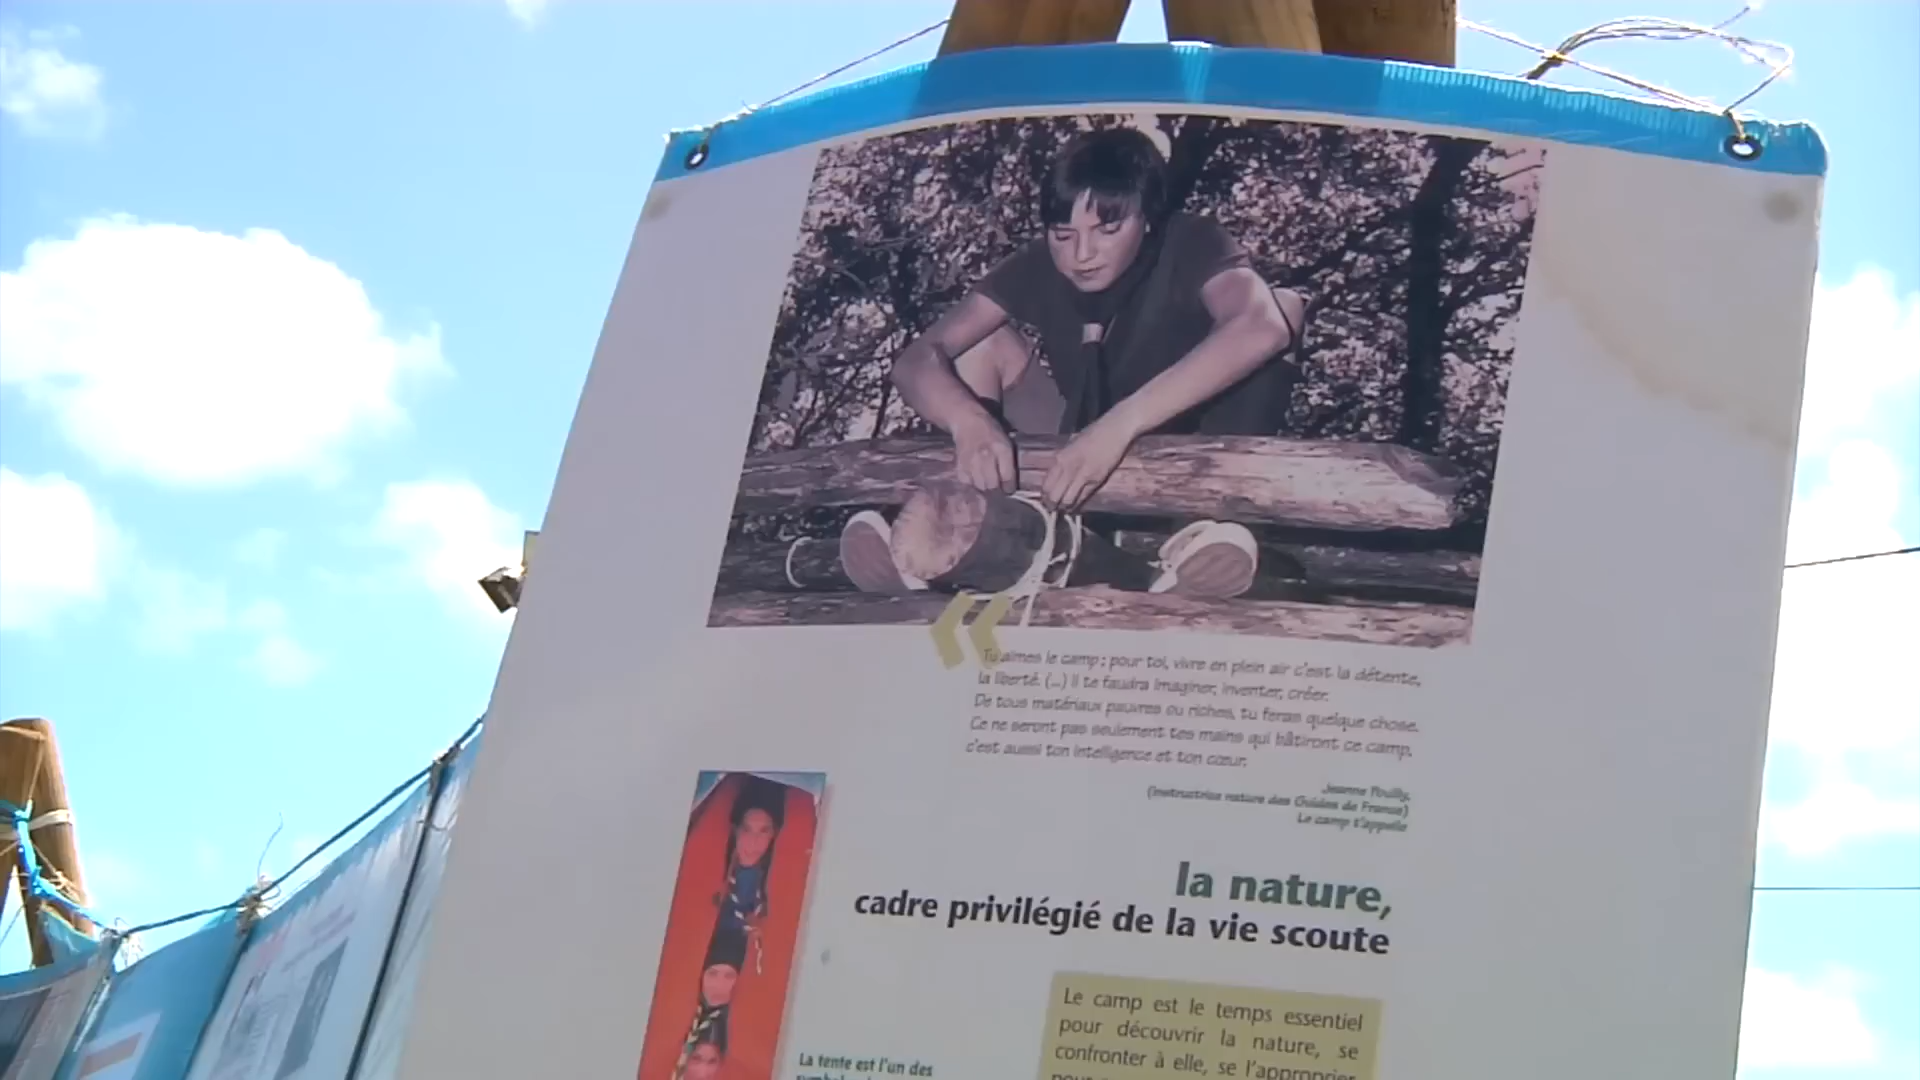 «
Tu aimes le camp ; pour toi, vivre en plein air c'est la détente,
la liberté. (...) Il te faudra imaginer, inventer, créer.
De tous matériaux pauvres ou riches, tu feras quelque chose.
Ce ne seront pas seulement tes mains qui bâtiront ce camp,
c'est aussi ton intelligence et ton cœur.
Jeanne Pouilly,
(instructrice nature des Guides de France)
Le camp t'appelle
la nature,
cadre privilégié de la vie scoute
Le camp est le temps essentiel
pour découvrir la nature, se
confronter à elle, se l'approprier
La tente est l'un des